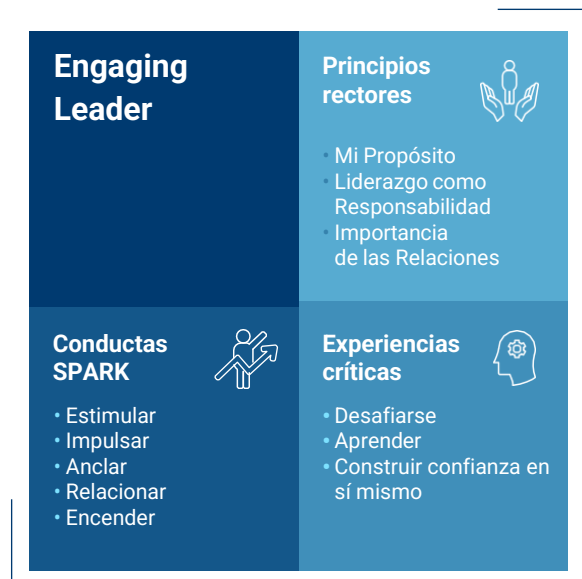 Engaging
Leader
Principios
rectores
• Mi Propósito
• Liderazgo como
Responsabilidad
• Importancia
de las Relaciones
Conductas
SPARK
• Estimular
• Impulsar
• Anclar
• Relacionar
• Encender
Experiencias
críticas
• Desafiarse
• Aprender
• Construir confianza en
sí mismo